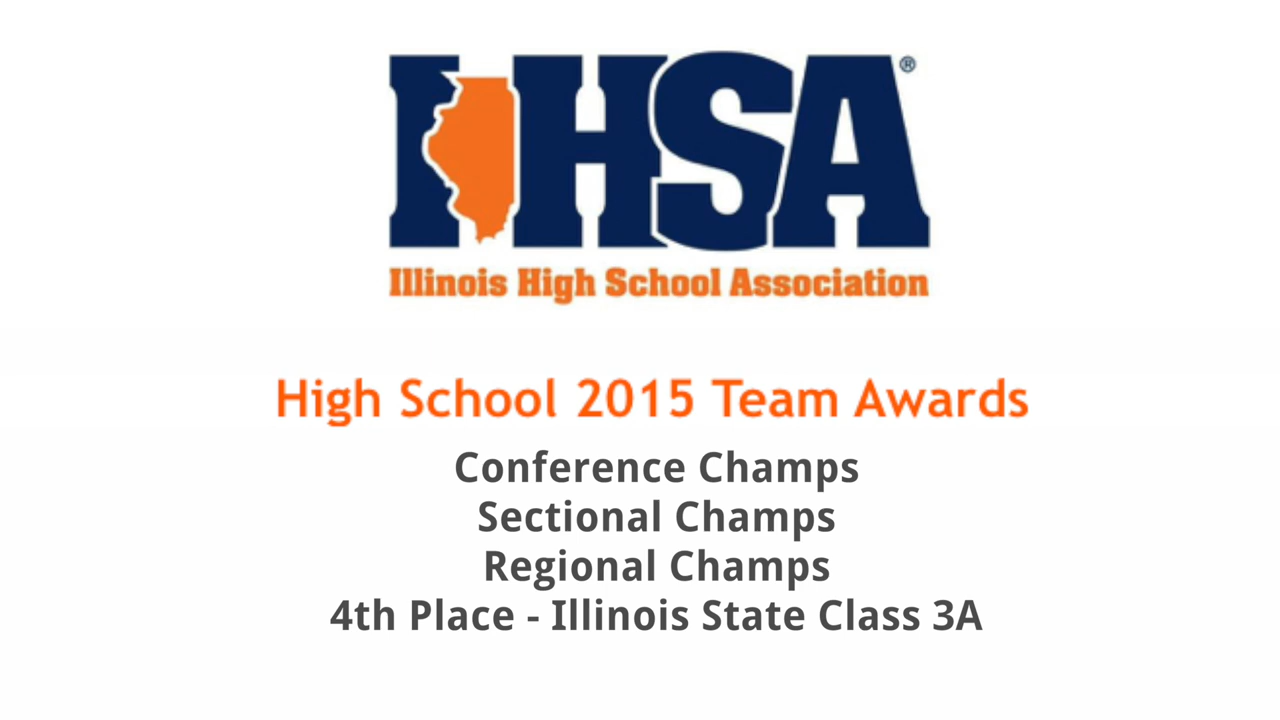 IHSA®
Illinois High School Association
High School 2015 Team Awards
Conference Champs
Sectional Champs
Regional Champs
4th Place - Illinois State Class 3A